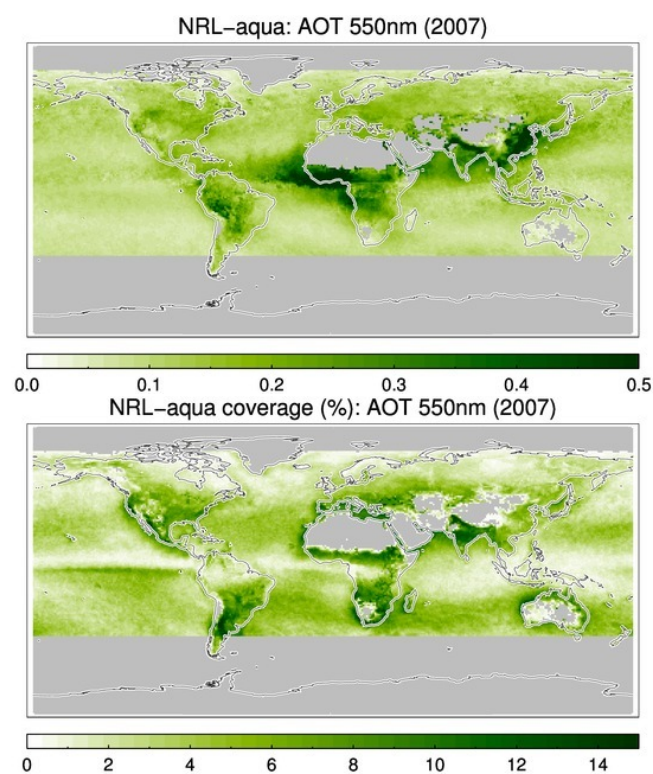 NRL−aqua: AOT 550nm (2007)
0.0 0.1 0.2 0.3 0.4 0.5
NRL−aqua coverage (%): AOT 550nm (2007)
0 2 4 6 8 10 12 14